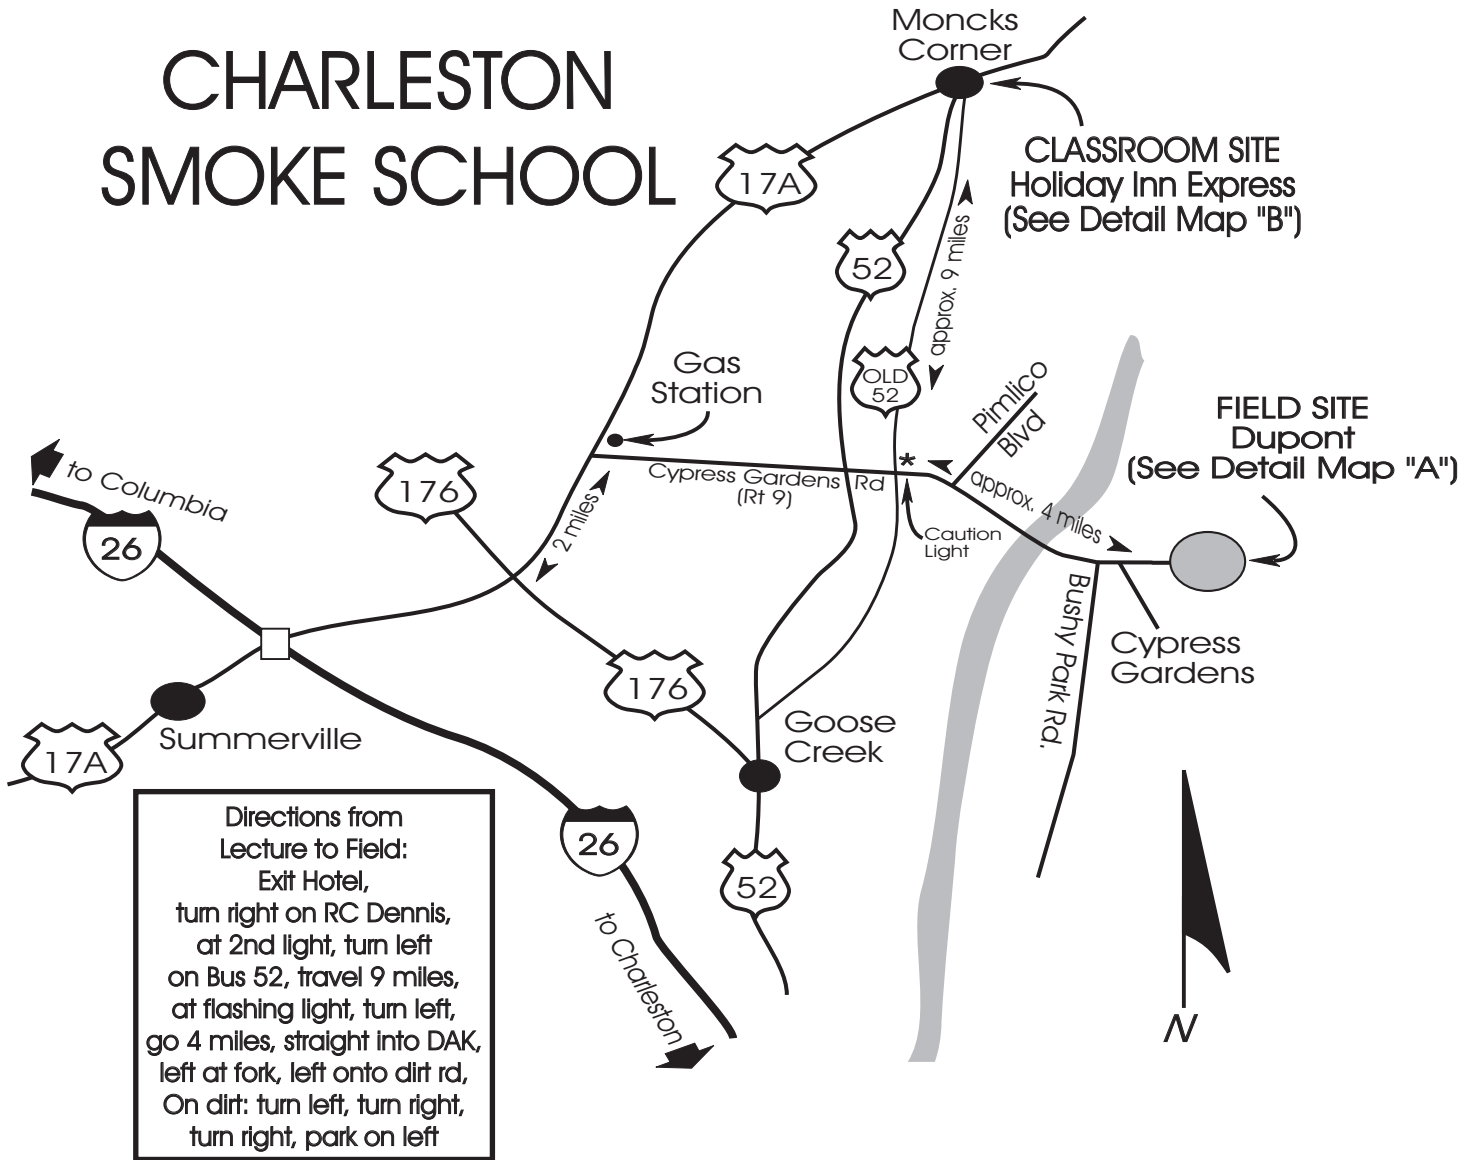 CHARLESTON
SMOKE SCHOOL
Moncks
Corner
CLASSROOM SITE
Holiday Inn Express
(See Detail Map "B")
17A
52
approx. 9 miles
OLD
52
Gas
Station
Pimlico
Blvd
FIELD SITE
Dupont
(See Detail Map "A")
to Columbia
26
176
2 miles
Cypress Gardens Rd
(Rt 9)
*
approx. 4 miles
Caution
Light
Bushy Park Rd.
Cypress
Gardens
176
Goose
Creek
Summerville
17A
26
52
to Charleston
Directions from
Lecture to Field:
Exit Hotel,
turn right on RC Dennis,
at 2nd light, turn left
on Bus 52, travel 9 miles,
at flashing light, turn left,
go 4 miles, straight into DAK,
left at fork, left onto dirt rd,
On dirt: turn left, turn right,
turn right, park on left
N